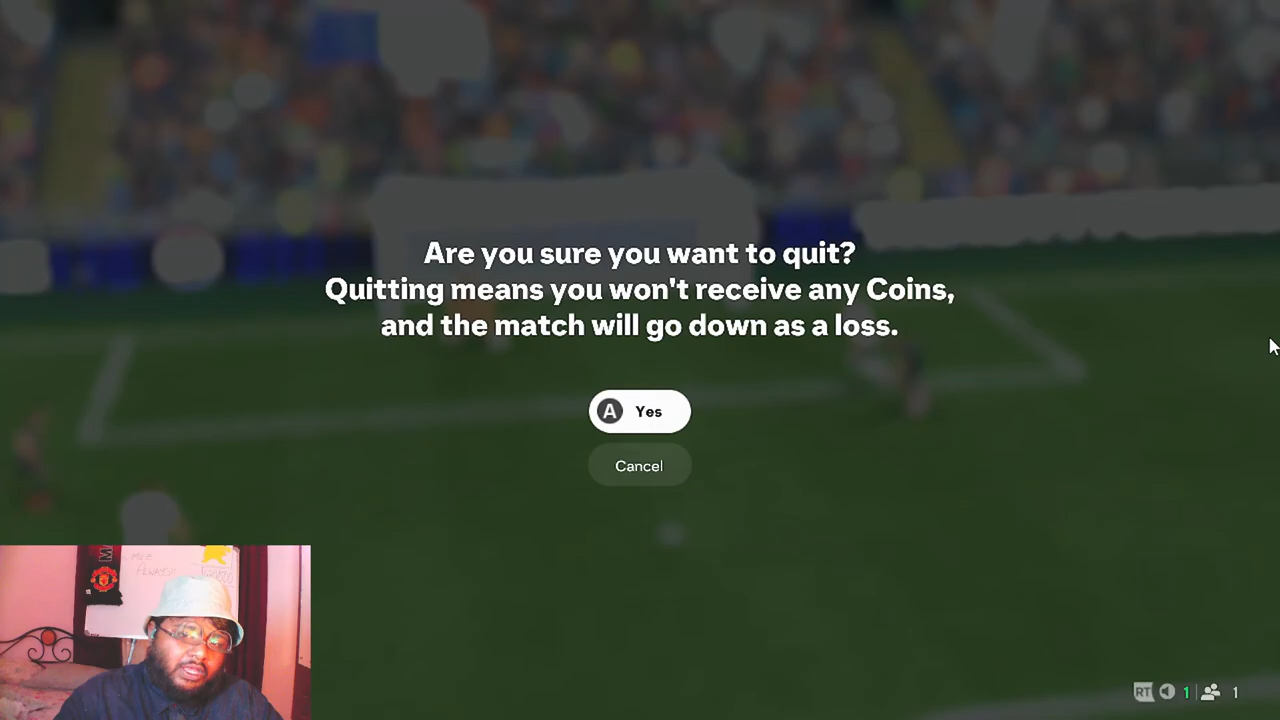 Are you sure you want to quit?
Quitting means you won't receive any Coins,
and the match will go down as a loss.
A Yes
Cancel
RT 1 1